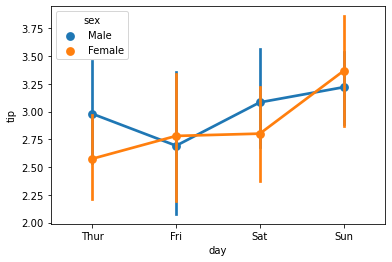 sex
Male
Female
3.75
3.50
3.25
3.00
2.75
2.50
2.25
2.00
tip
Thur Fri Sat Sun
day